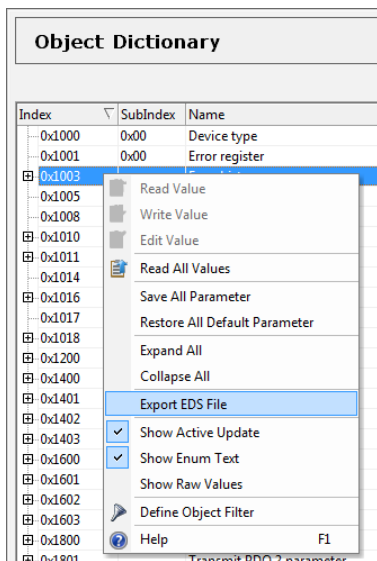 Object Dictionary
Index SubIndex Name
0x1000 0x00 Device type
0x1001 0x00 Error register
0x1003
0x1005
0x1008
0x1010
0x1011
0x1014
0x1016
0x1017
0x1018
0x1200
0x1400
0x1401
0x1402
0x1403
0x1600
0x1601
0x1602
0x1603
0x1800
0x1801 Transmit PDO 2 parameter
Read Value
Write Value
Edit Value
Read All Values
Save All Parameter
Restore All Default Parameter
Expand All
Collapse All
Export EDS File
Show Active Update
Show Enum Text
Show Raw Values
Define Object Filter
Help F1